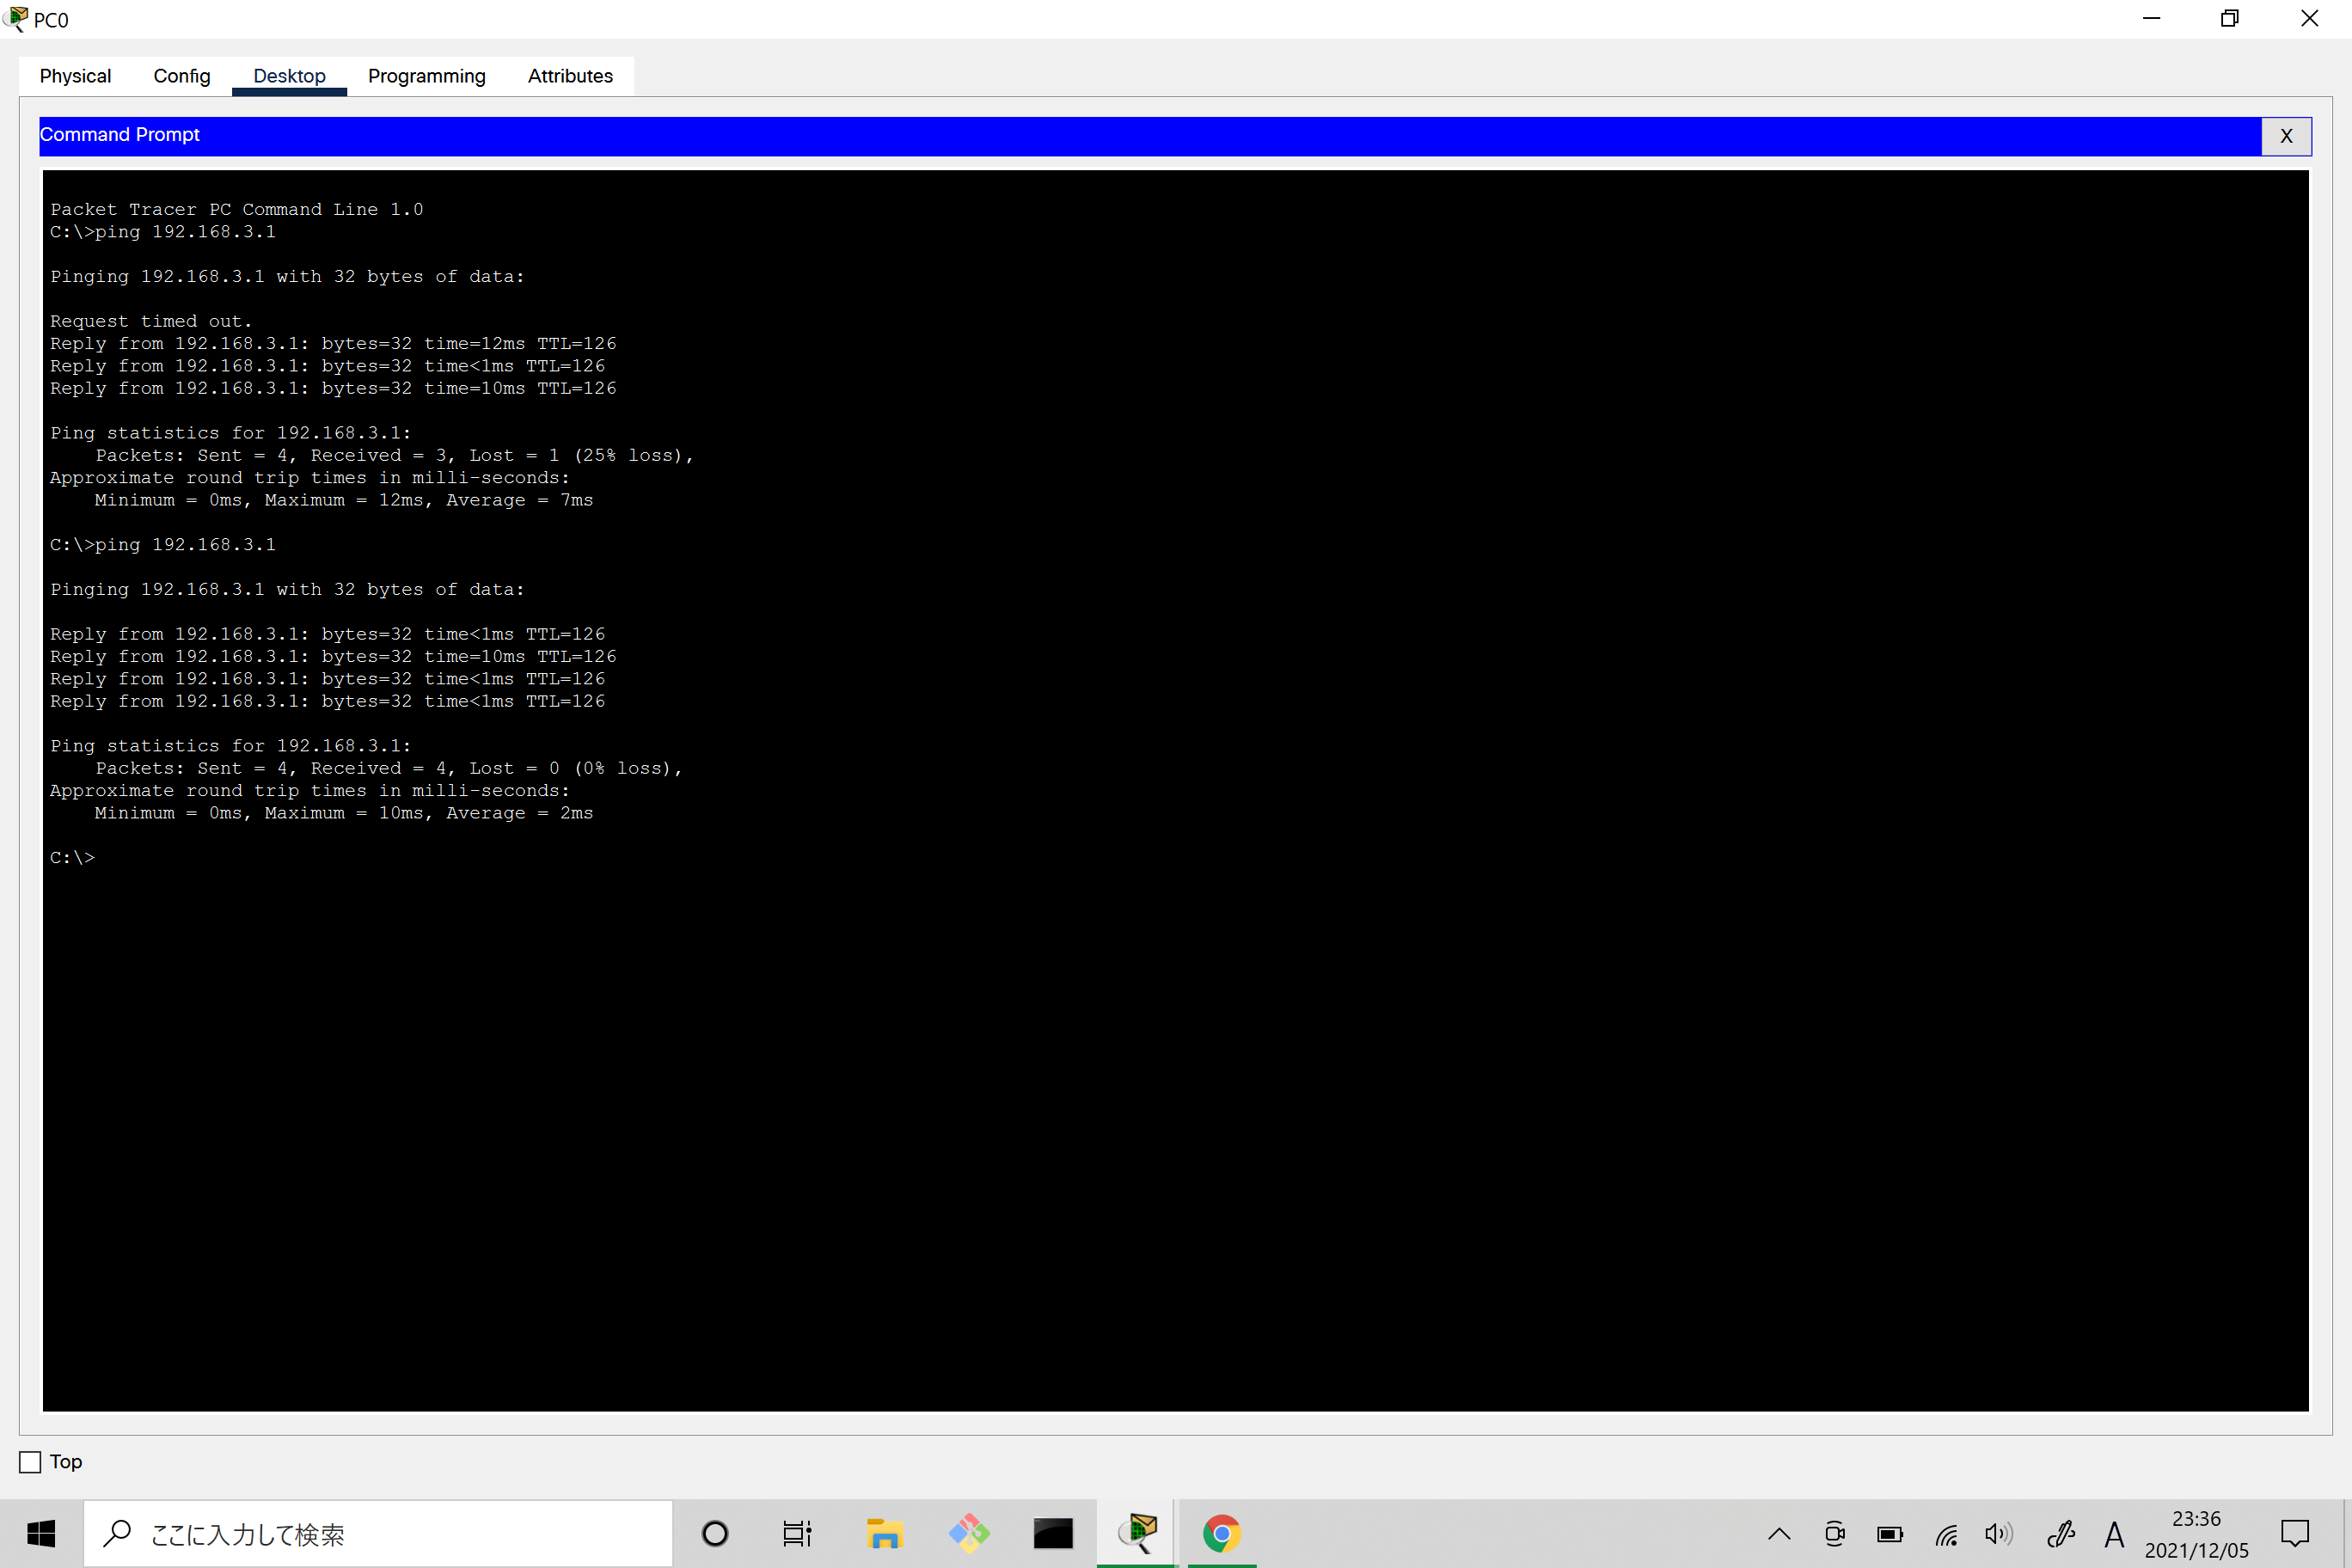 PC0
Physical Config Desktop Programming Attributes
Command Prompt X
Packet Tracer PC Command Line 1.0
C:\>ping 192.168.3.1
Pinging 192.168.3.1 with 32 bytes of data:
Request timed out.
Reply from 192.168.3.1: bytes=32 time=12ms TTL=126
Reply from 192.168.3.1: bytes=32 time<1ms TTL=126
Reply from 192.168.3.1: bytes=32 time=10ms TTL=126
Ping statistics for 192.168.3.1:
Packets: Sent = 4, Received = 3, Lost = 1 (25% loss),
Approximate round trip times in milli-seconds:
Minimum = 0ms, Maximum = 12ms, Average = 7ms
C:\>ping 192.168.3.1
Pinging 192.168.3.1 with 32 bytes of data:
Reply from 192.168.3.1: bytes=32 time<1ms TTL=126
Reply from 192.168.3.1: bytes=32 time=10ms TTL=126
Reply from 192.168.3.1: bytes=32 time<1ms TTL=126
Reply from 192.168.3.1: bytes=32 time<1ms TTL=126
Ping statistics for 192.168.3.1:
Packets: Sent = 4, Received = 4, Lost = 0 (0% loss),
Approximate round trip times in milli-seconds:
Minimum = 0ms, Maximum = 10ms, Average = 2ms
C:\>
Top
ここに入力して検索
A
23:36
2021/12/05